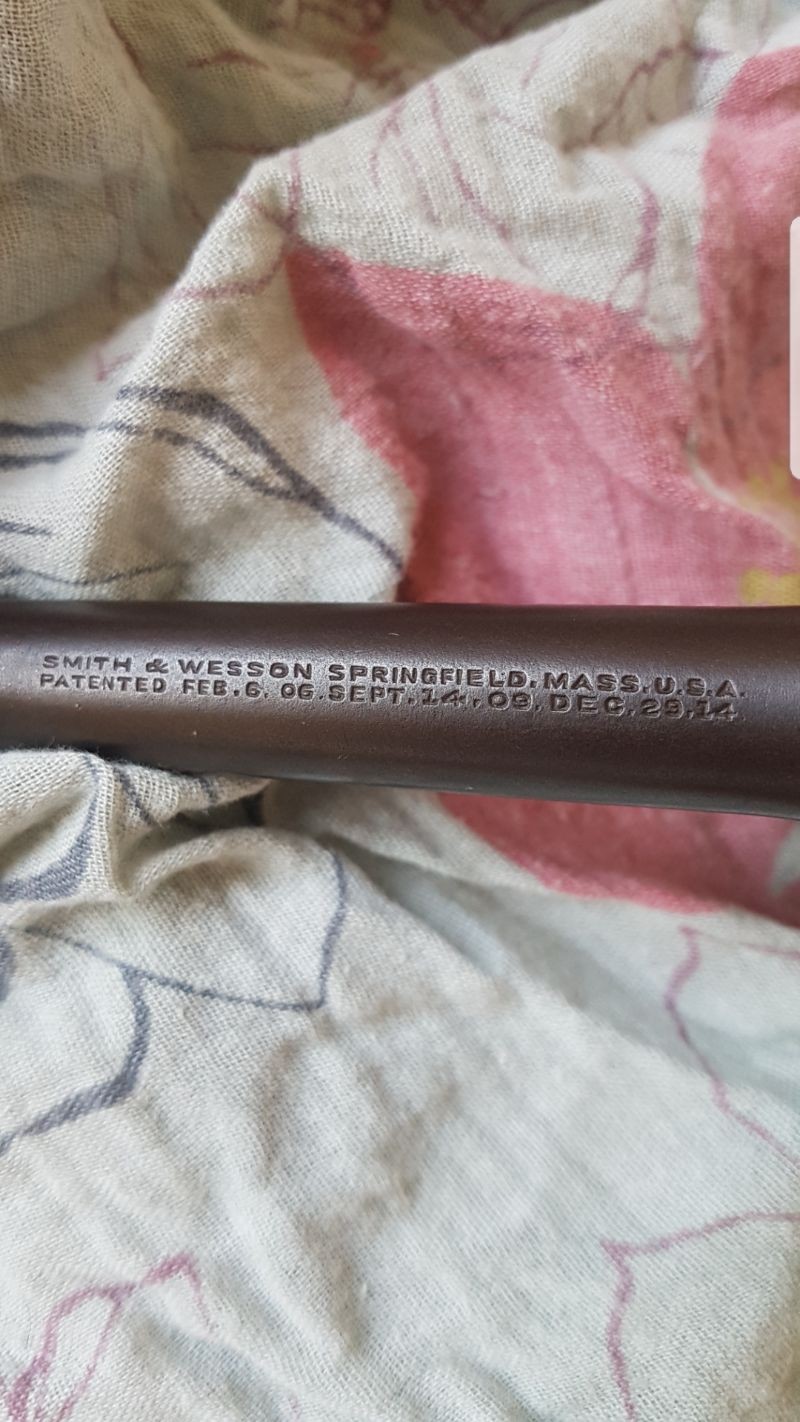 SMITH & WESSON SPRINGFIELD, MASS. U.S.A.
PATENTED FEB. 6. 06. SEPT. 14. 09. DEC. 29. 14